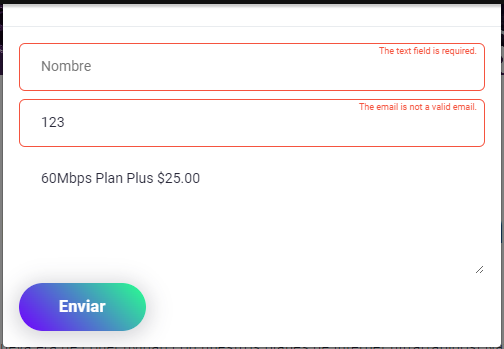 The text field is required.
Nombre
The email is not a valid email.
123
60Mbps Plan Plus $25.00
Enviar